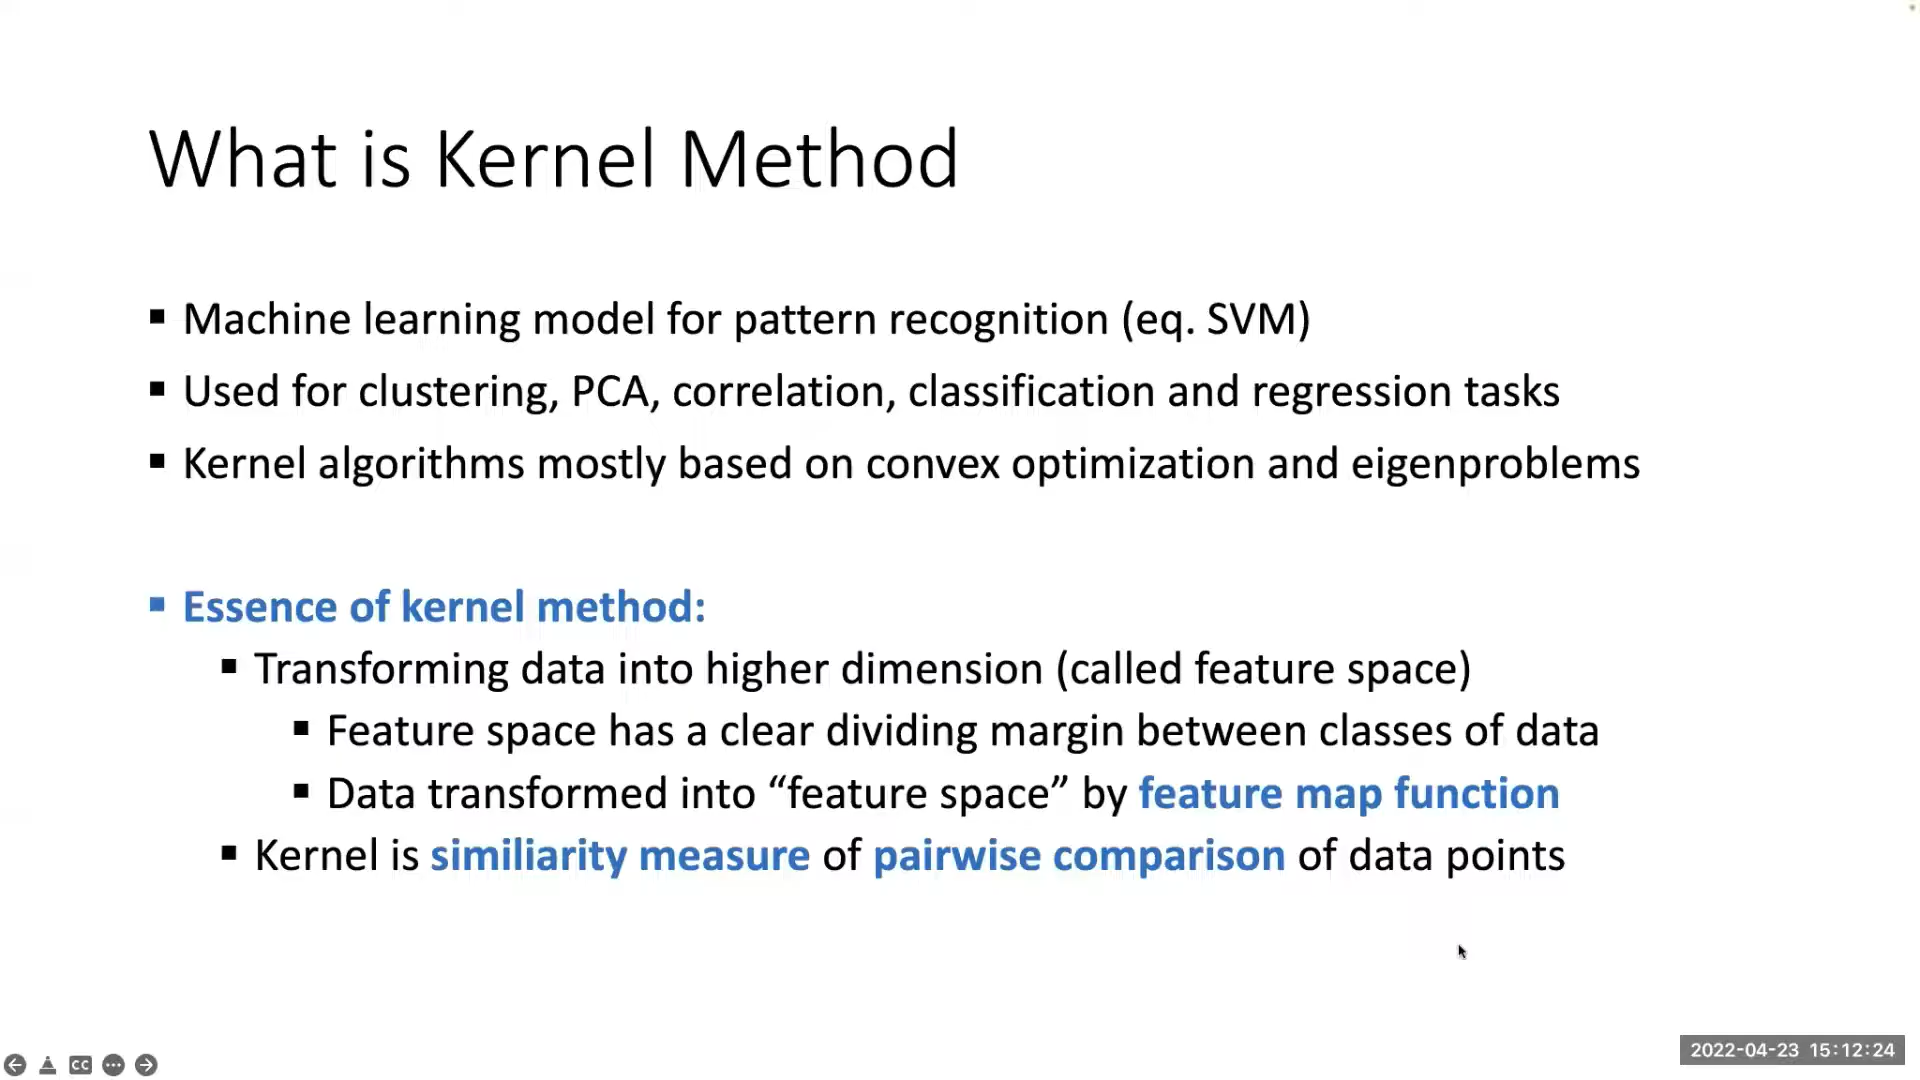 What is Kernel Method
▪ Machine learning model for pattern recognition (eq. SVM)
▪ Used for clustering, PCA, correlation, classification and regression tasks
▪ Kernel algorithms mostly based on convex optimization and eigenproblems
▪ Essence of kernel method:
▪ Transforming data into higher dimension (called feature space)
▪ Feature space has a clear dividing margin between classes of data
▪ Data transformed into “feature space” by feature map function
▪ Kernel is similiarity measure of pairwise comparison of data points
CC
2022-04-23 15:12:24